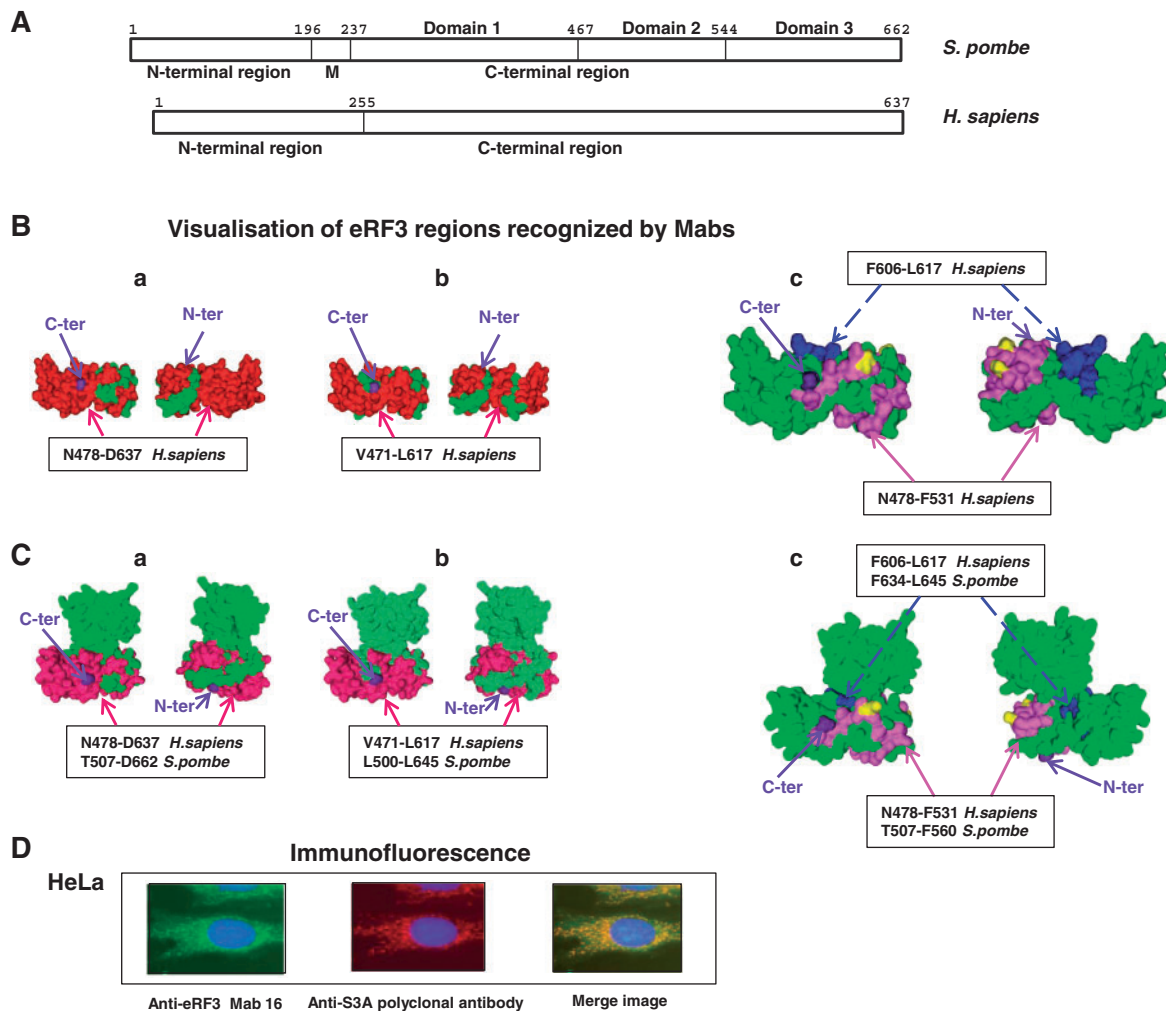 A
1 196 237 Domain 1 467 Domain 2 544 Domain 3 662
S. pombe
N-terminal region M C-terminal region
1 255 637
H. sapiens
N-terminal region C-terminal region
B Visualisation of eRF3 regions recognized by Mabs
a
C-ter
N-ter
N478-D637 H.sapiens
b
C-ter
N-ter
V471-L617 H.sapiens
c
F606-L617 H.sapiens
C-ter
N-ter
N478-F531 H.sapiens
C
a
C-ter
N-ter
N478-D637 H.sapiens
T507-D662 S.pombe
b
C-ter
N-ter
V471-L617 H.sapiens
L500-L645 S.pombe
c
F606-L617 H.sapiens
F634-L645 S.pombe
C-ter
N-ter
N478-F531 H.sapiens
T507-F560 S.pombe
D
Immunofluorescence
HeLa
Anti-eRF3 Mab 16
Anti-S3A polyclonal antibody
Merge image